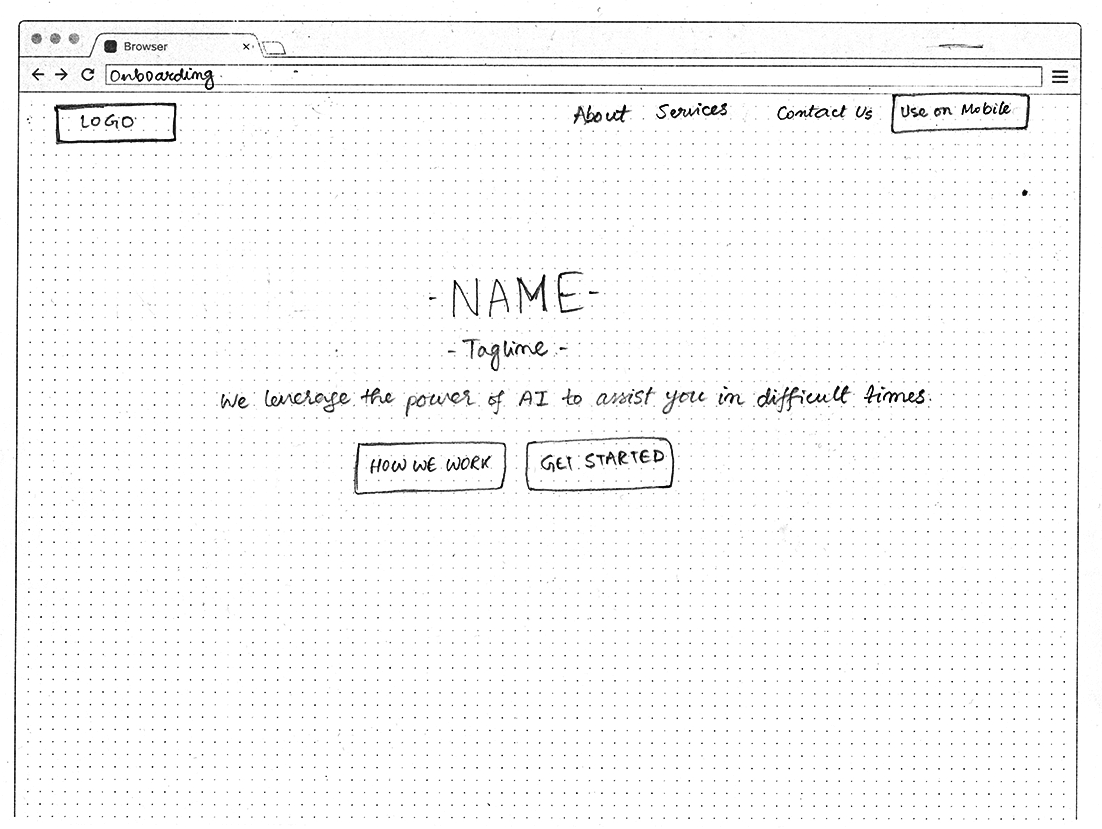 Browser
Onboarding
LOGO About Services Contact Us Use on Mobile
- NAME -
- Tagline -
We leverage the power of AI to assist you in difficult times.
HOW WE WORK GET STARTED